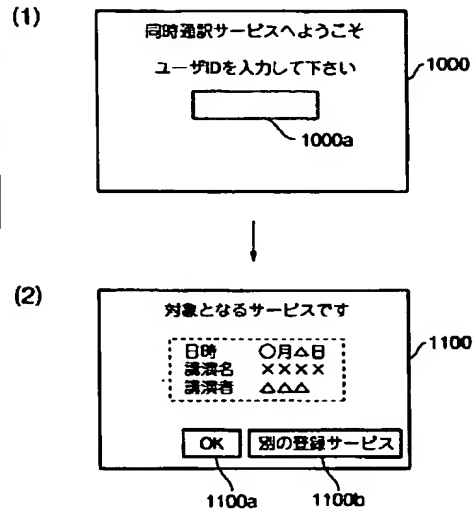 (1)
同時通訳サービスへようこそ
ユーザIDを入力して下さい
1000
1000a
(2)
対象となるサービスです
1100
日時 〇月△日
講演名 ××××
講演者 △△△
OK 別の登録サービス
1100a 1100b